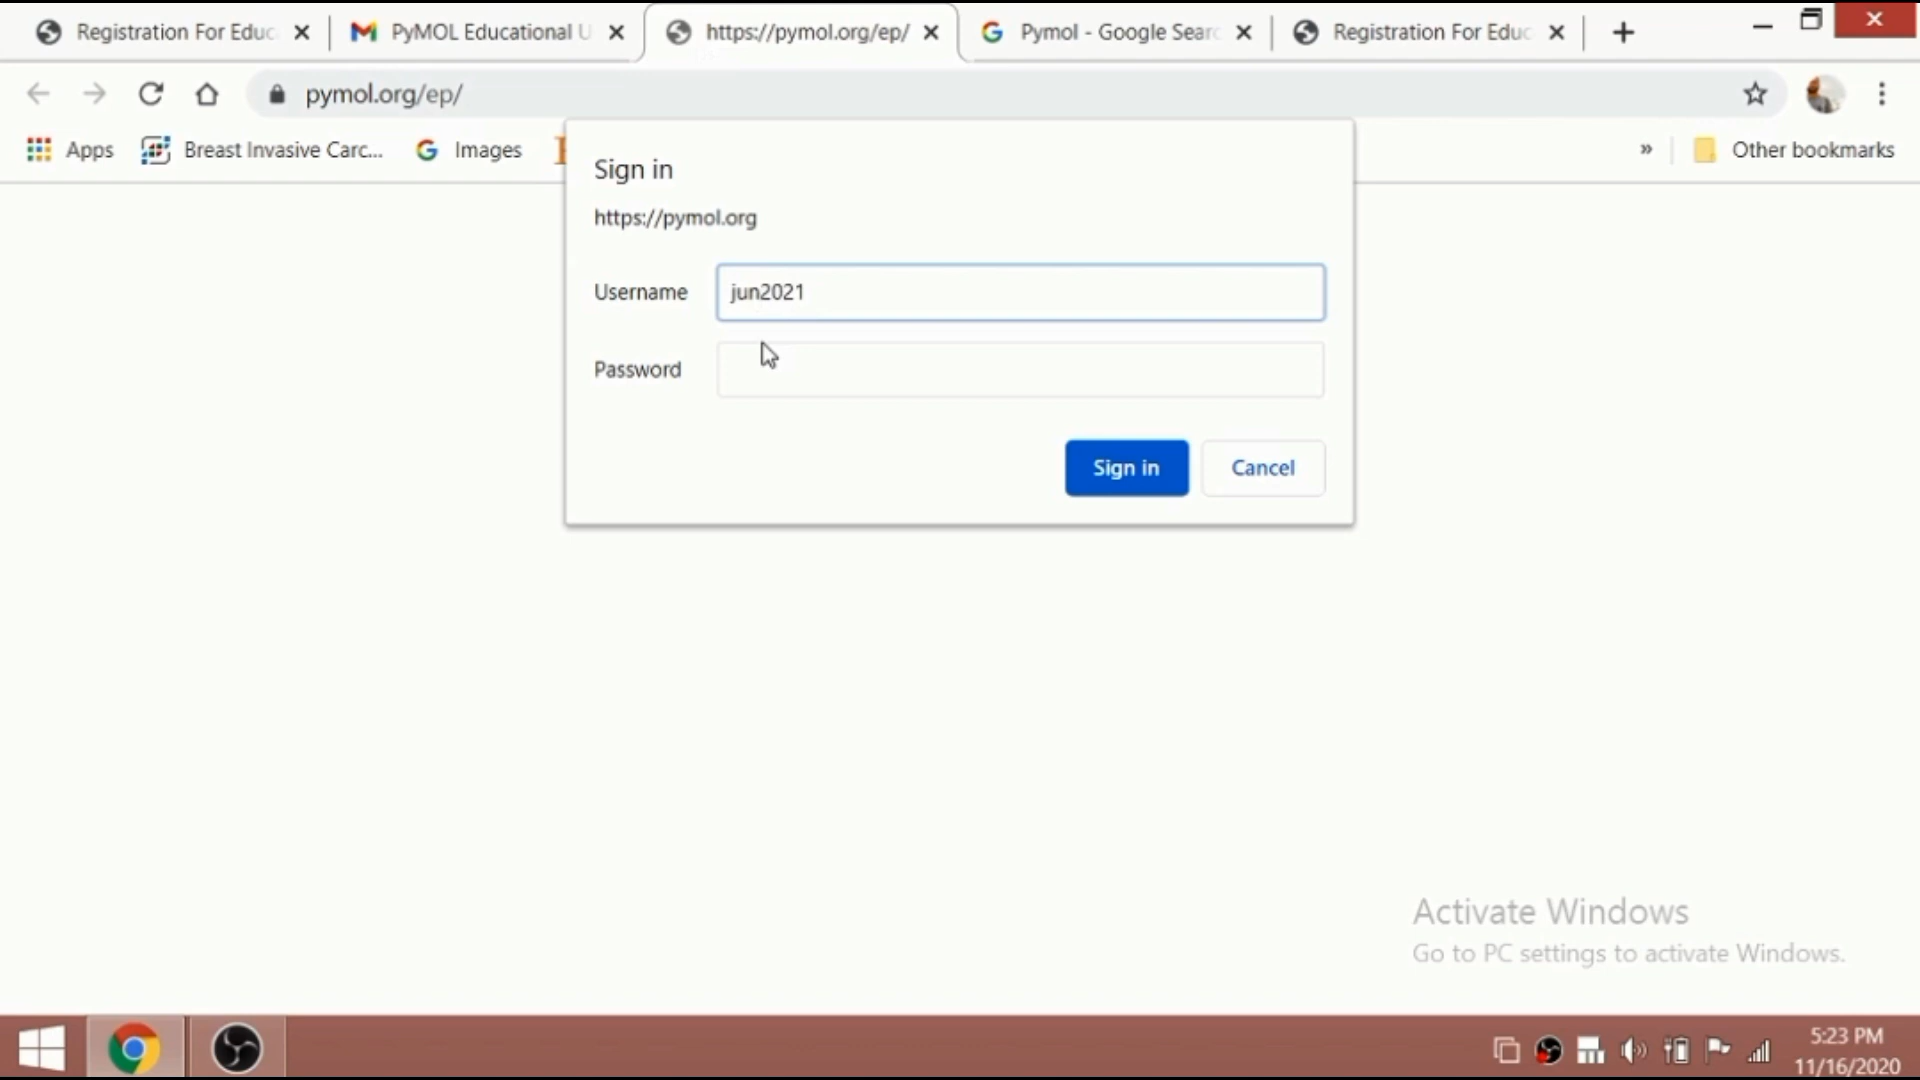 Registration For Educ
PyMOL Educational U
https://pymol.org/ep/
Pymol - Google Searc
Registration For Educ
pymol.org/ep/
Apps
Breast Invasive Carc...
Images
»
Other bookmarks
Sign in
https://pymol.org
Username
jun2021
Password
Sign in
Cancel
Activate Windows
Go to PC settings to activate Windows.
5:23 PM
11/16/2020